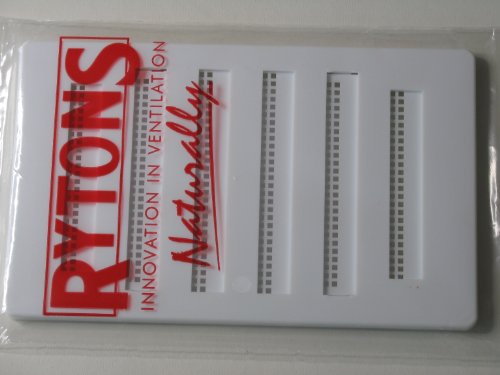 RYTONS
INNOVATION IN VENTILATION
Naturally